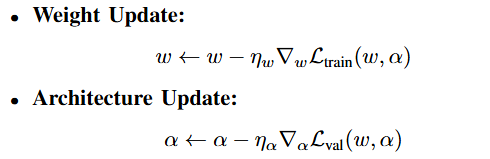 • Weight Update:
w ← w − η_w ∇_w ℒ_train(w, α)
• Architecture Update:
α ← α − η_α ∇_α ℒ_val(w, α)